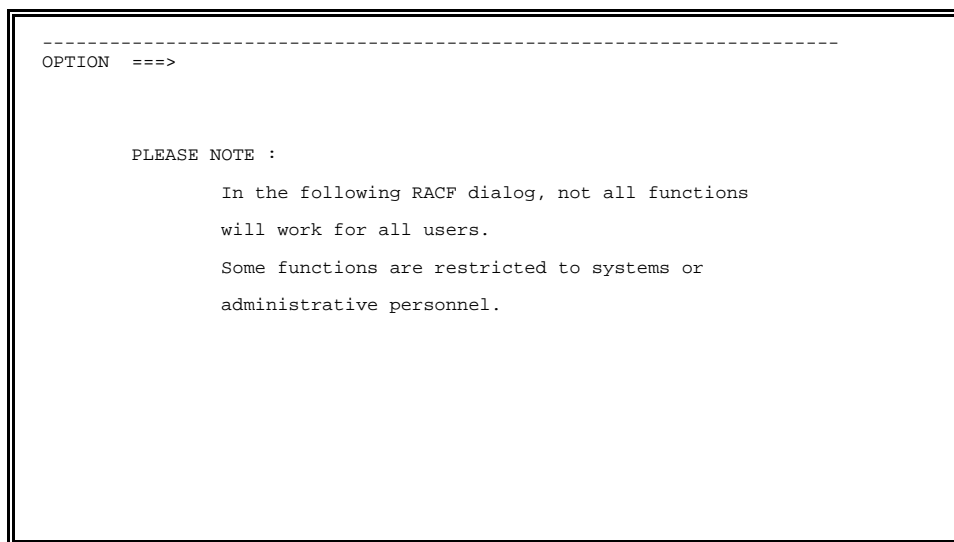 ------------------------------------------------------------------------
OPTION ===>
PLEASE NOTE :
In the following RACF dialog, not all functions
will work for all users.
Some functions are restricted to systems or
administrative personnel.